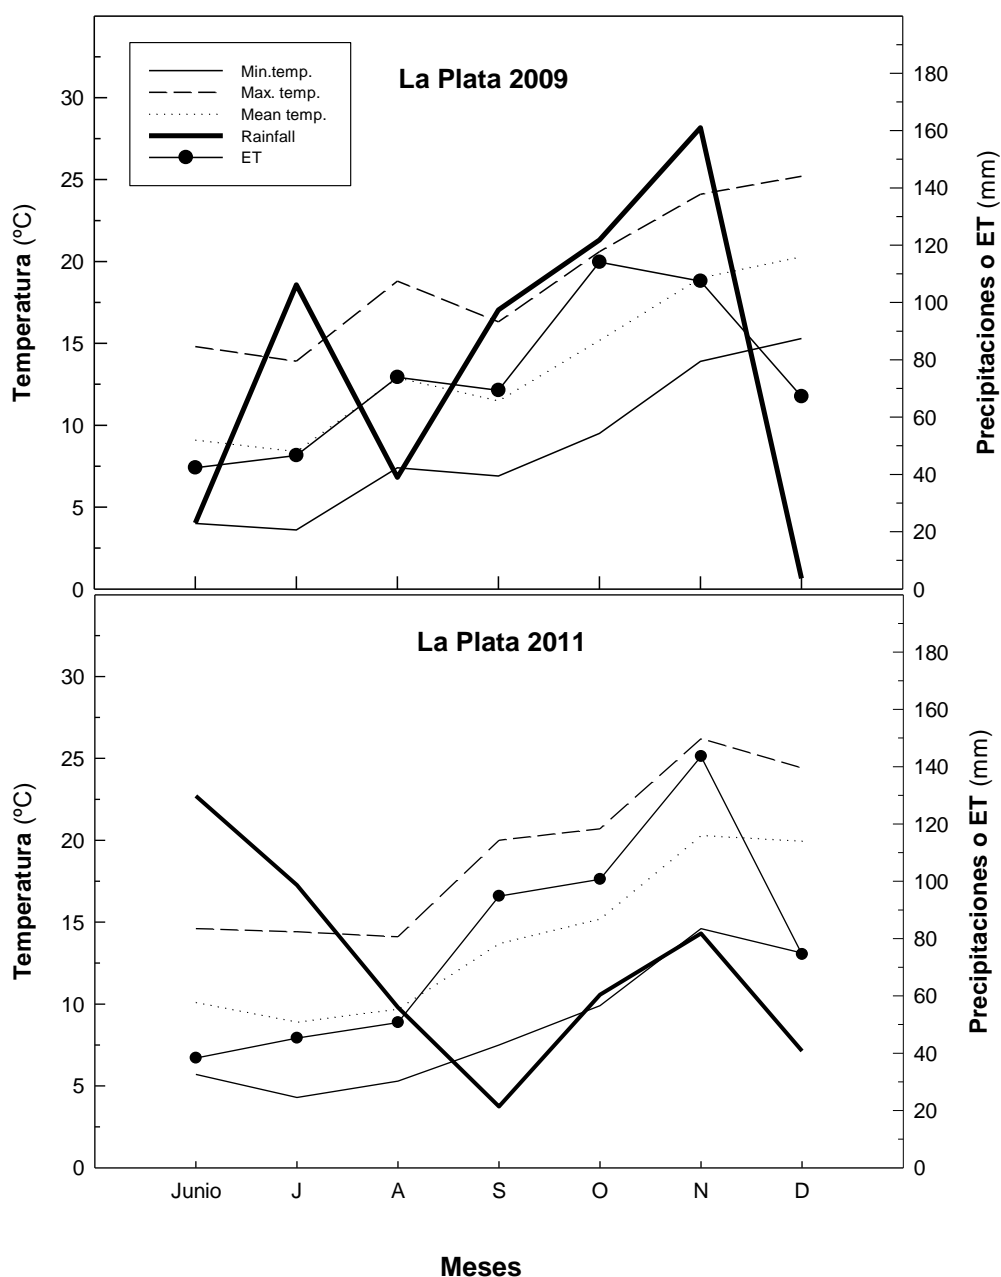 La Plata 2009
Min.temp.
Max. temp.
Mean temp.
Rainfall
ET
Temperatura (ºC)
30
25
20
15
10
5
0
Precipitaciones o ET (mm)
180
160
140
120
100
80
60
40
20
0
La Plata 2011
Temperatura (ºC)
30
25
20
15
10
5
0
Precipitaciones o ET (mm)
180
160
140
120
100
80
60
40
20
0
Junio J A S O N D
Meses